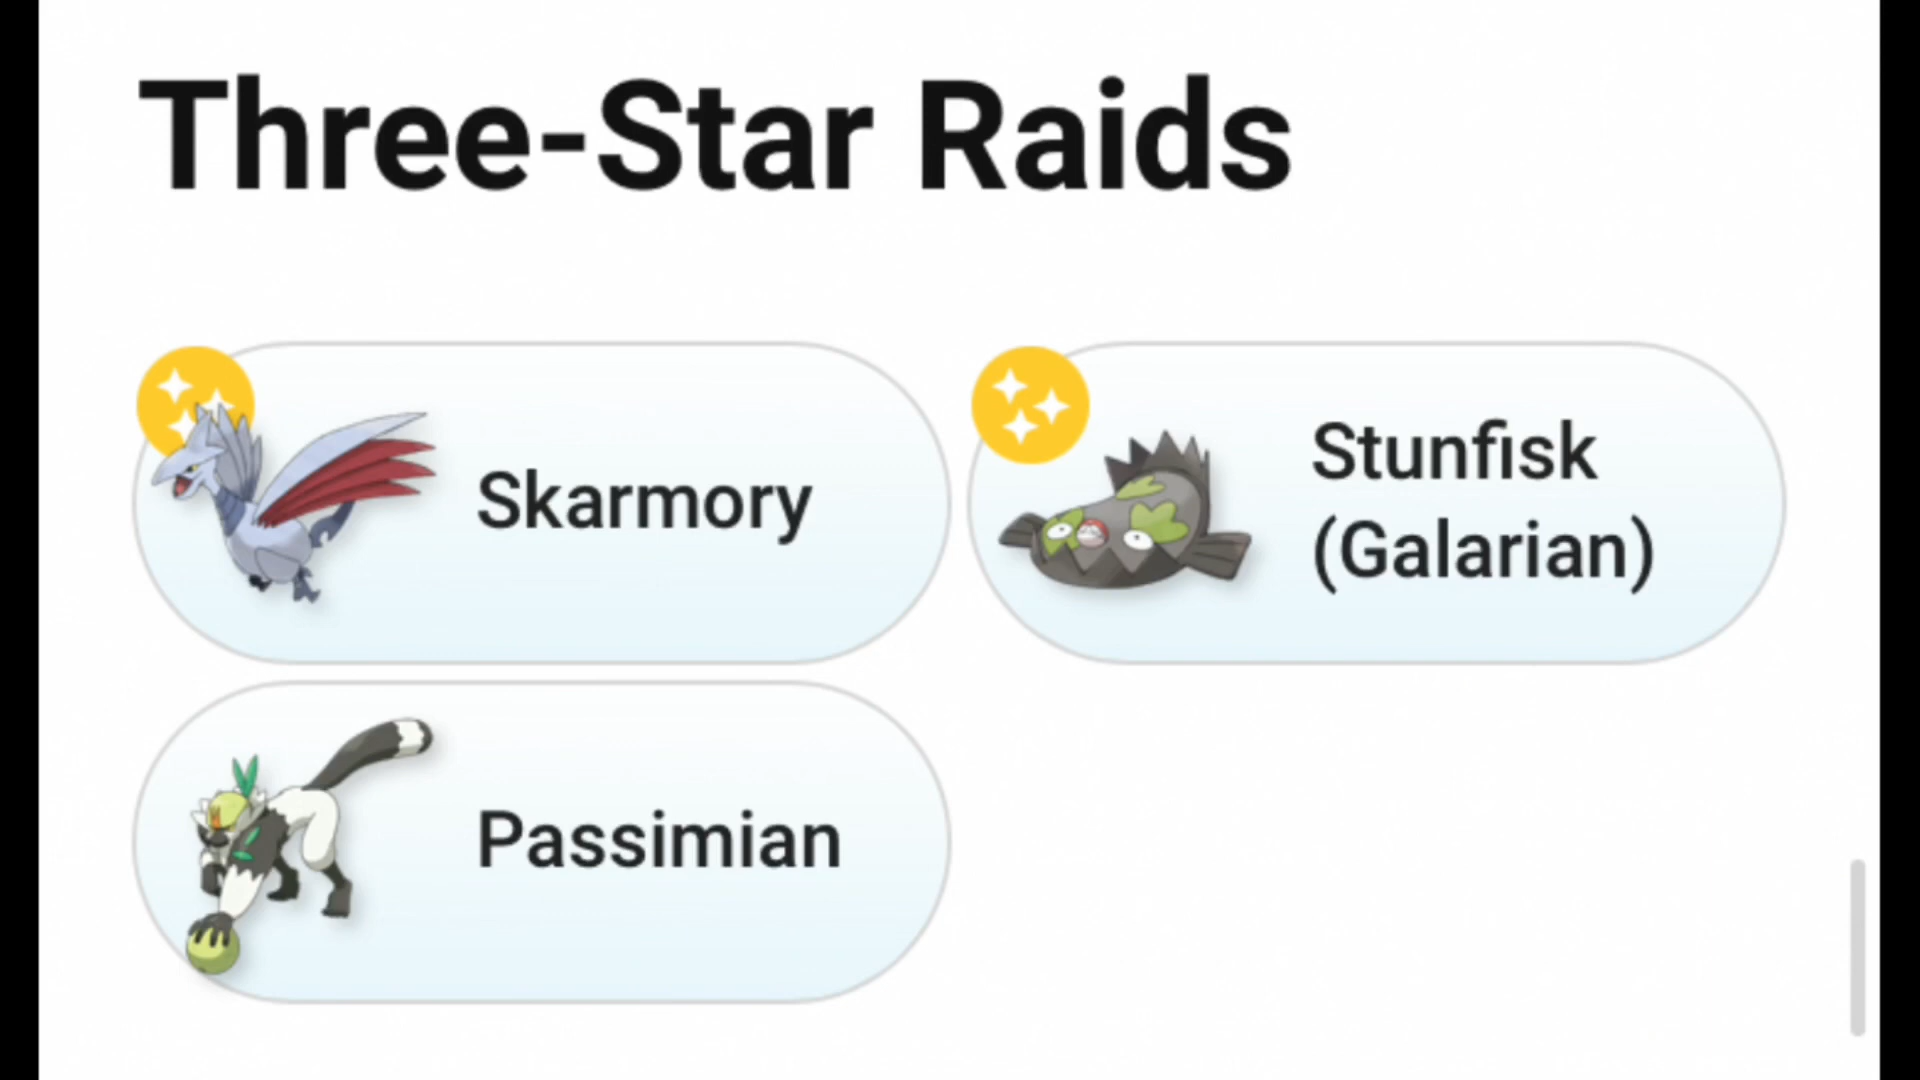 Three-Star Raids
Skarmory
Stunfisk
(Galarian)
Passimian